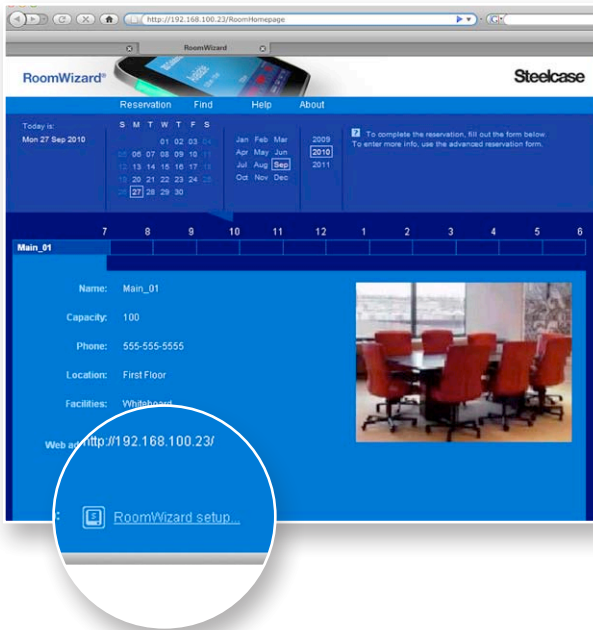 http://192.168.100.23/RoomHomepage
RoomWizard
RoomWizard® Steelcase
Reservation Find Help About
Today is:
Mon 27 Sep 2010
S M T W T F S
01 02 03 04
05 06 07 08 09 10 11
12 13 14 15 16 17 18
19 20 21 22 23 24 25
26 27 28 29 30
Jan Feb Mar
Apr May Jun
Jul Aug Sep
Oct Nov Dec
2009
2010
2011
? To complete the reservation, fill out the form below.
To enter more info, use the advanced reservation form.
7 8 9 10 11 12 1 2 3 4 5 6
Main_01
Name: Main_01
Capacity: 100
Phone: 555-555-5555
Location: First Floor
Facilities: Whiteboard
Web ad http://192.168.100.23/
: RoomWizard setup...